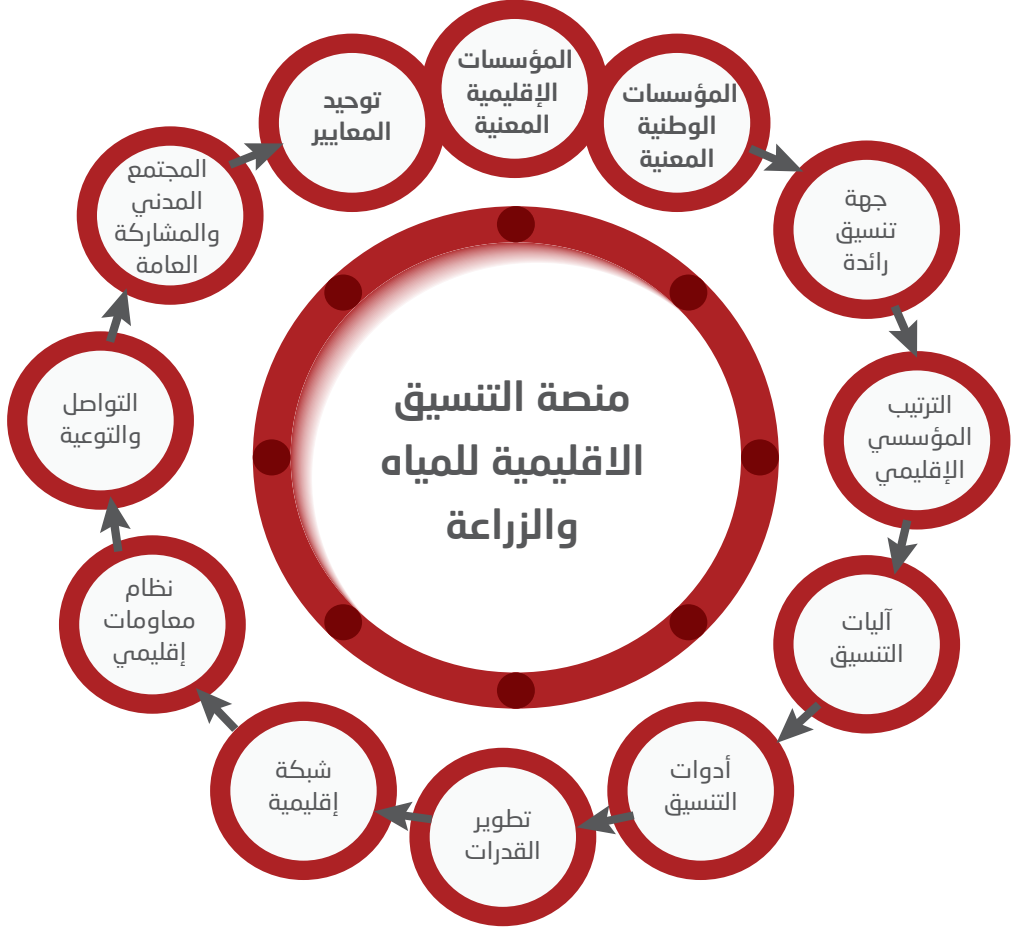 المؤسسات
الإقليمية
المعنية
المؤسسات
الوطنية
المعنية
جهة
تنسيق
رائدة
الترتيب
المؤسسي
الإقليمي
آليات
التنسيق
أدوات
التنسيق
تطوير
القدرات
شبكة
إقليمية
نظام
معاومات
إقليمي
التواصل
والتوعية
المجتمع
المدني
والمشاركة
العامة
توحيد
المعايير
منصة التنسيق
الاقليمية للمياه
والزراعة